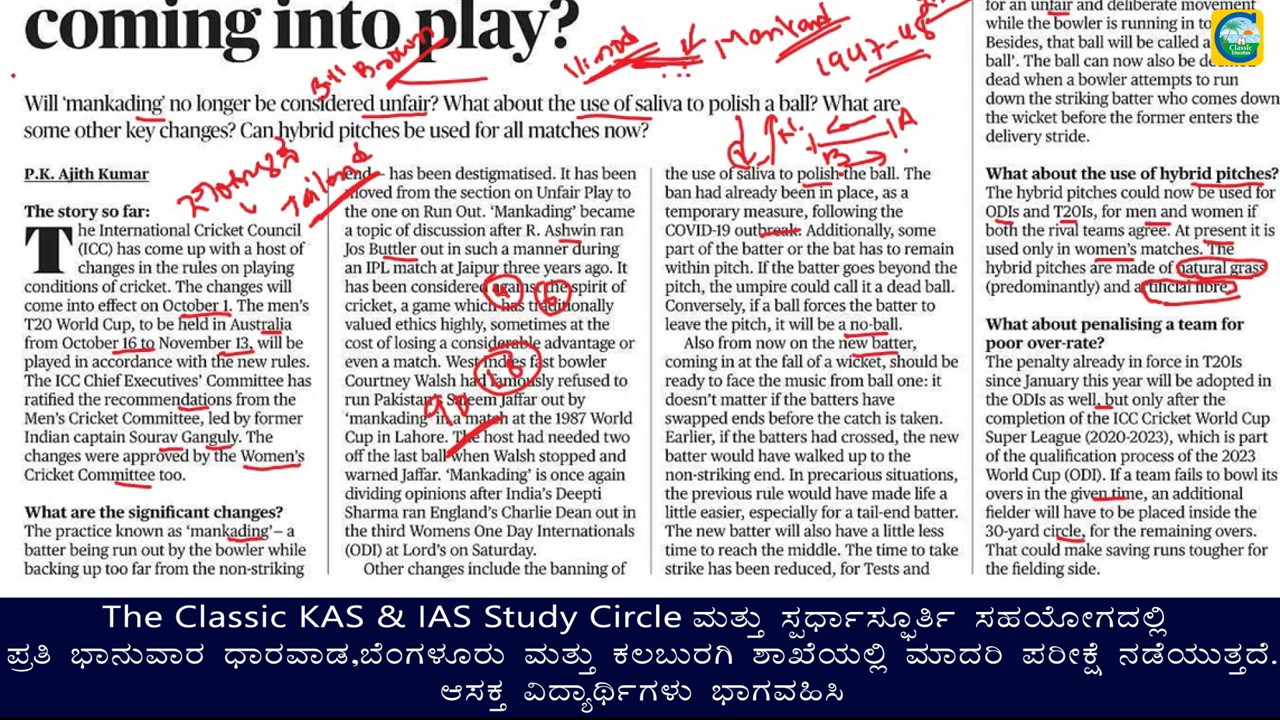 coming into play?
Will ‘mankading’ no longer be considered unfair? What about the use of saliva to polish a ball? What are
some other key changes? Can hybrid pitches be used for all matches now?
Bill Brown
Mankad
1947-48
P.K. Ajith Kumar
The story so far:
The International Cricket Council
(ICC) has come up with a host of
changes in the rules on playing
conditions of cricket. The changes will
come into effect on October 1. The men’s
T20 World Cup, to be held in Australia
from October 16 to November 13, will be
played in accordance with the new rules.
The ICC Chief Executives’ Committee has
ratified the recommendations from the
Men’s Cricket Committee, led by former
Indian captain Sourav Ganguly. The
changes were approved by the Women’s
Cricket Committee too.
What are the significant changes?
The practice known as ‘mankading’ – a
batter being run out by the bowler while
backing up too far from the non-striking
end – has been destigmatised. It has been
moved from the section on Unfair Play to
the one on Run Out. ‘Mankading’ became
a topic of discussion after R. Ashwin ran
Jos Buttler out in such a manner during
an IPL match at Jaipur three years ago. It
has been considered against the spirit of
cricket, a game which has traditionally
valued ethics highly, sometimes at the
cost of losing a considerable advantage or
even a match. West Indies fast bowler
Courtney Walsh had famously refused to
run Pakistan’s Saleem Jaffar out by
‘mankading’ in a match at the 1987 World
Cup in Lahore. The host had needed two
off the last ball when Walsh stopped and
warned Jaffar. ‘Mankading’ is once again
dividing opinions after India’s Deepti
Sharma ran England’s Charlie Dean out in
the third Womens One Day Internationals
(ODI) at Lord’s on Saturday.
Other changes include the banning of
the use of saliva to polish the ball. The
ban had already been in place, as a
temporary measure, following the
COVID-19 outbreak. Additionally, some
part of the batter or the bat has to remain
within pitch. If the batter goes beyond the
pitch, the umpire could call it a dead ball.
Conversely, if a ball forces the batter to
leave the pitch, it will be a no-ball.
Also from now on the new batter,
coming in at the fall of a wicket, should be
ready to face the music from ball one: it
doesn’t matter if the batters have
swapped ends before the catch is taken.
Earlier, if the batters had crossed, the new
batter would have walked up to the
non-striking end. In precarious situations,
the previous rule would have made life a
little easier, especially for a tail-end batter.
The new batter will also have a little less
time to reach the middle. The time to take
strike has been reduced, for Tests and
for an unfair and deliberate movement
while the bowler is running in to
Besides, that ball will be called a
ball’. The ball can now also be deemed
dead when a bowler attempts to run
down the striking batter who comes down
the wicket before the former enters the
delivery stride.
What about the use of hybrid pitches?
The hybrid pitches could now be used for
ODIs and T20Is, for men and women if
both the rival teams agree. At present it is
used only in women’s matches. The
hybrid pitches are made of natural grass
(predominantly) and artificial fibre.
What about penalising a team for
poor over-rate?
The penalty already in force in T20Is
since January this year will be adopted in
the ODIs as well, but only after the
completion of the ICC Cricket World Cup
Super League (2020-2023), which is part
of the qualification process of the 2023
World Cup (ODI). If a team fails to bowl its
overs in the given time, an additional
fielder will have to be placed inside the
30-yard circle, for the remaining overs.
That could make saving runs tougher for
the fielding side.
Classic
Education
The Classic KAS & IAS Study Circle ಮತ್ತು ಸ್ಪರ್ಧಾಸ್ಫೂರ್ತಿ ಸಹಯೋಗದಲ್ಲಿ
ಪ್ರತಿ ಭಾನುವಾರ ಧಾರವಾಡ,ಬೆಂಗಳೂರು ಮತ್ತು ಕಲಬುರಗಿ ಶಾಖೆಯಲ್ಲಿ ಮಾದರಿ ಪರೀಕ್ಷೆ ನಡೆಯುತ್ತದೆ.
ಆಸಕ್ತ ವಿದ್ಯಾರ್ಥಿಗಳು ಭಾಗವಹಿಸಿ